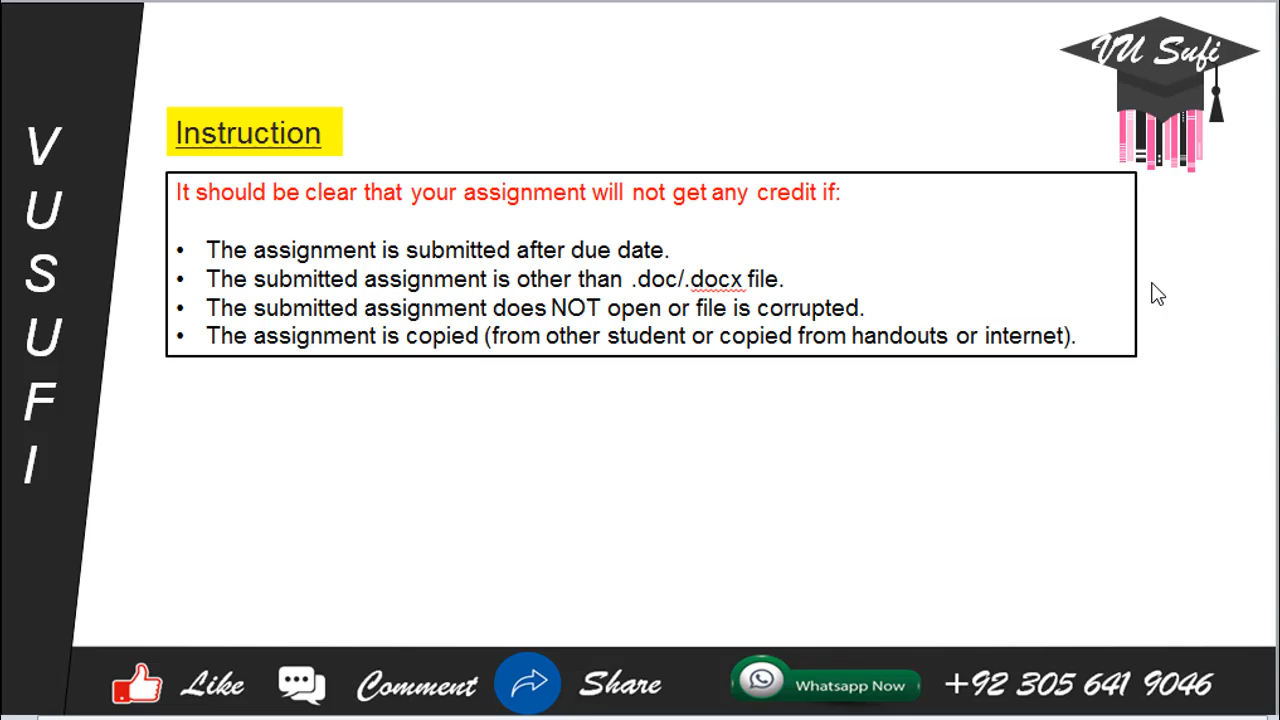 VU Sufi
VUSUFI
Instruction
It should be clear that your assignment will not get any credit if:
• The assignment is submitted after due date.
• The submitted assignment is other than .doc/.docx file.
• The submitted assignment does NOT open or file is corrupted.
• The assignment is copied (from other student or copied from handouts or internet).
Like Comment Share Whatsapp Now +92 305 641 9046